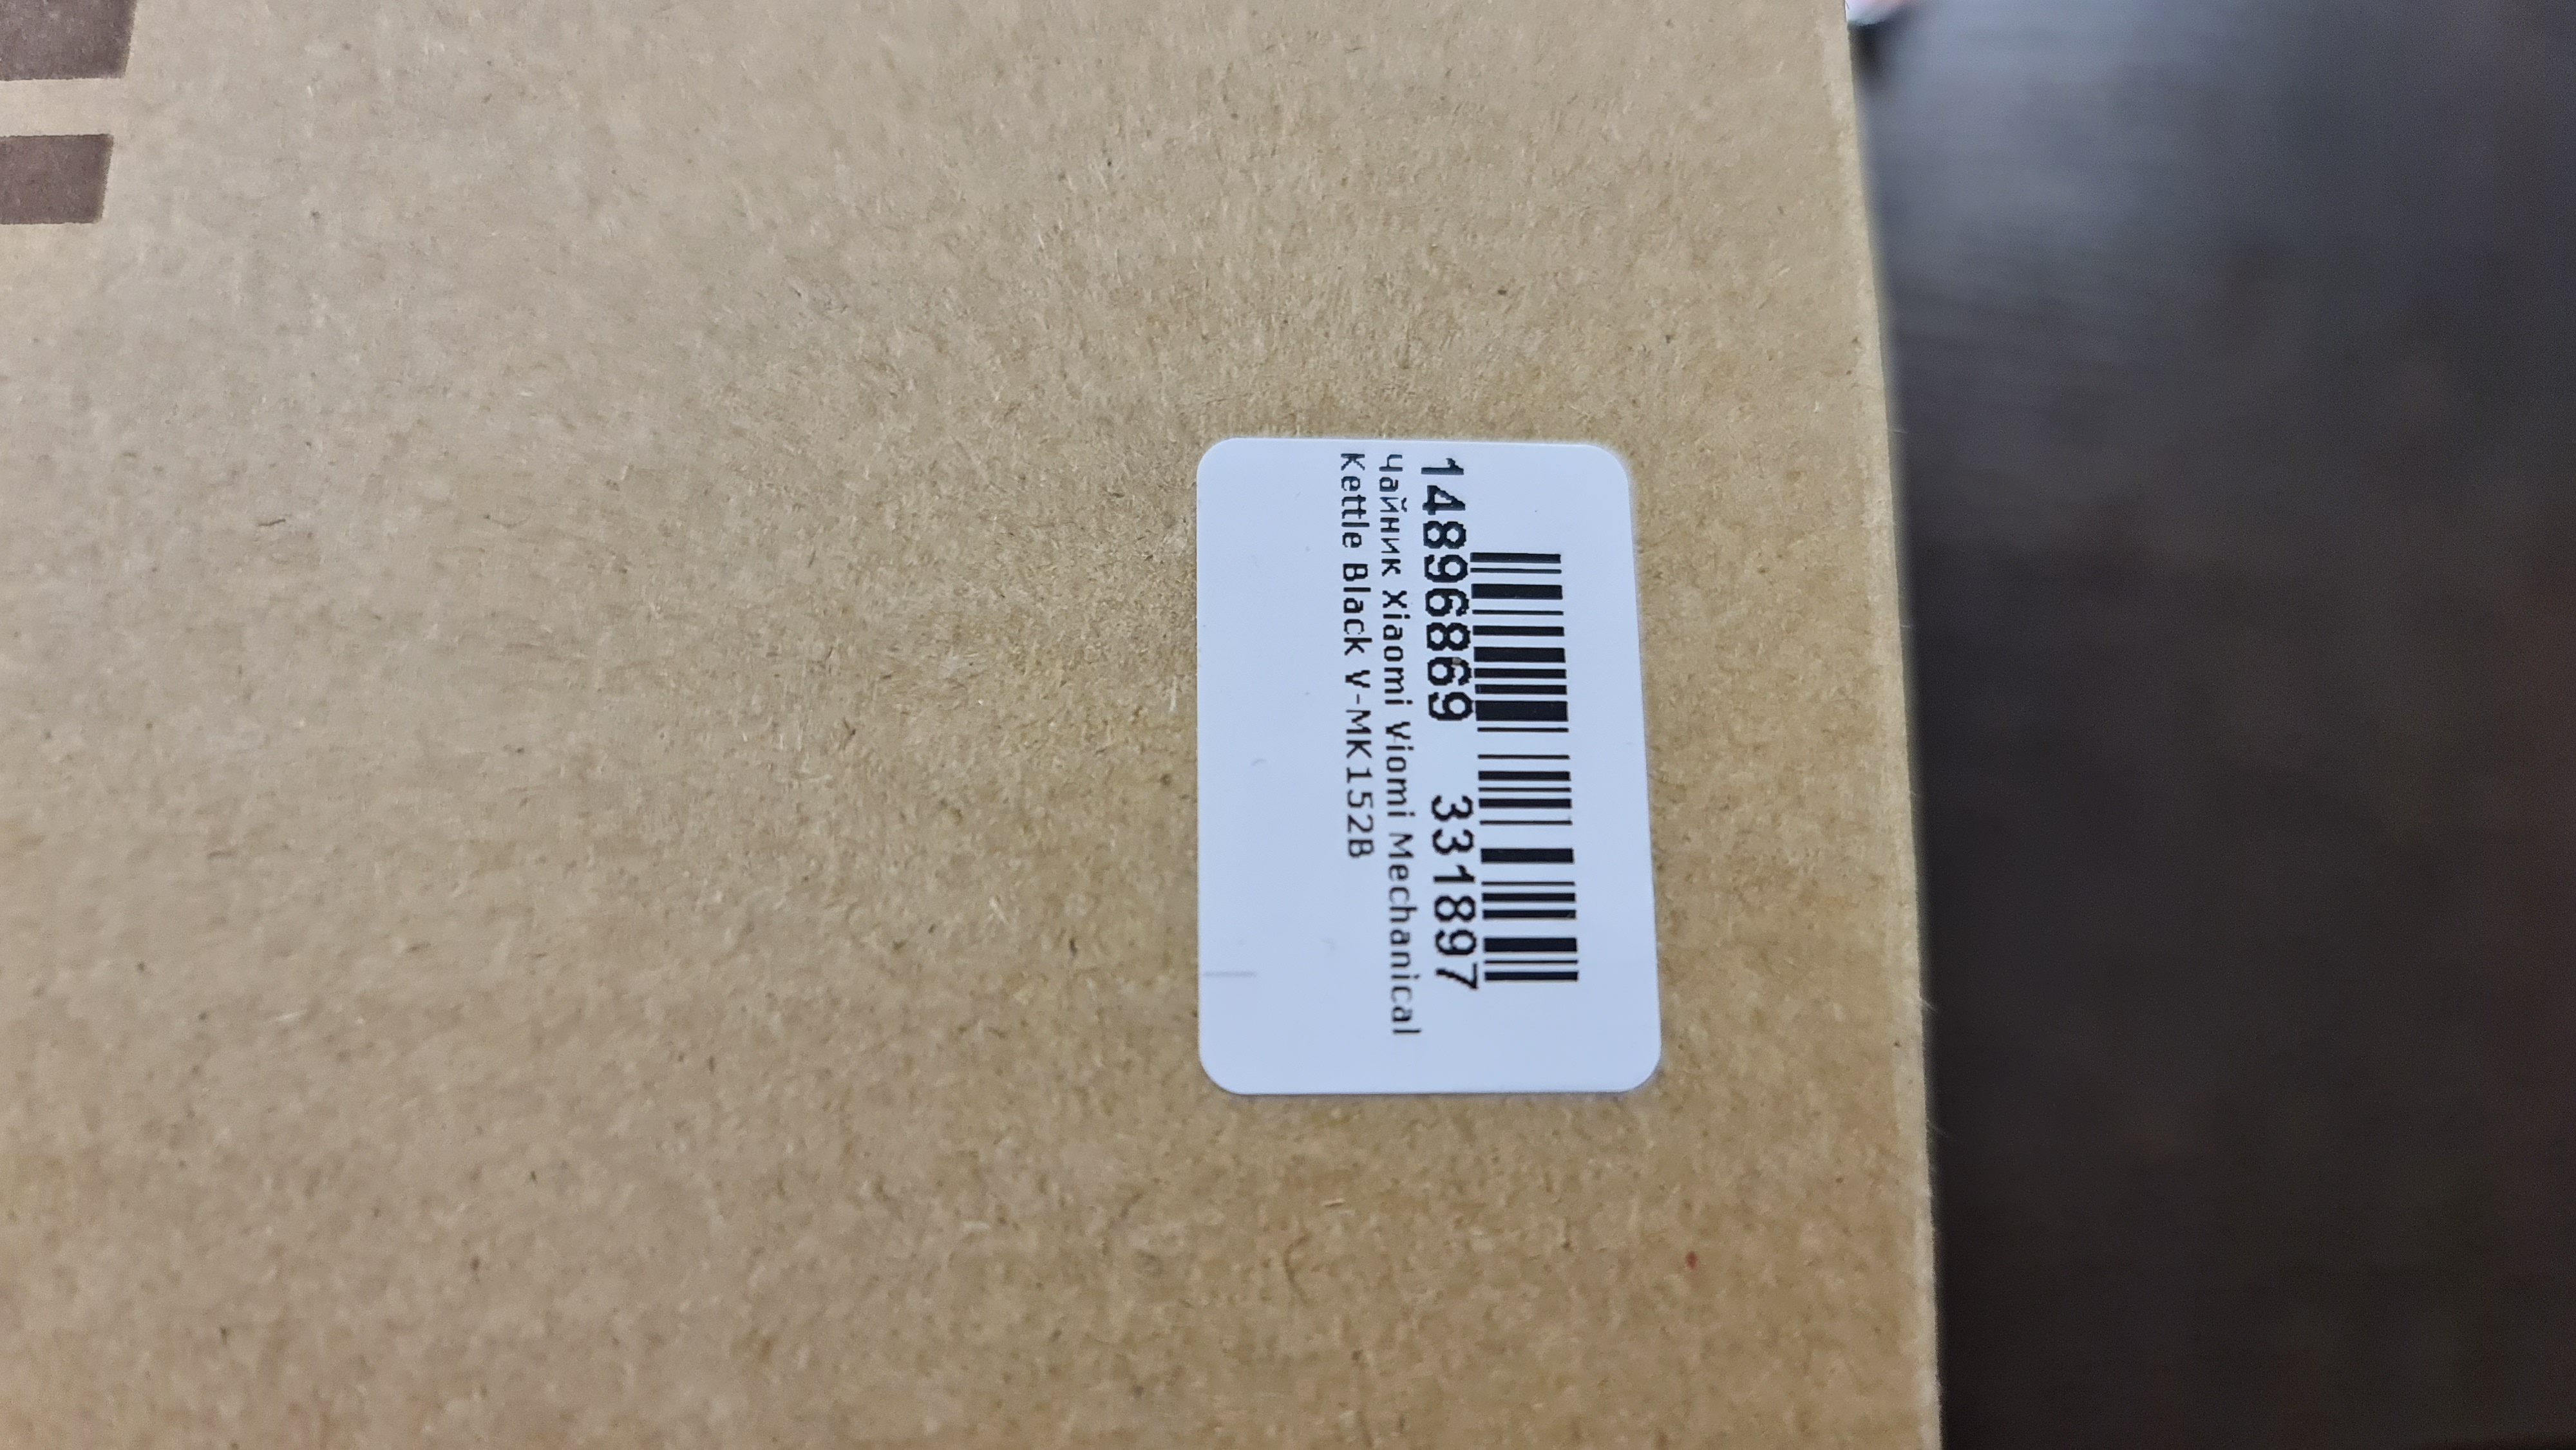 14896869 331897
Чайник Xiaomi Viomi Mechanical
Kettle Black V-MK152B